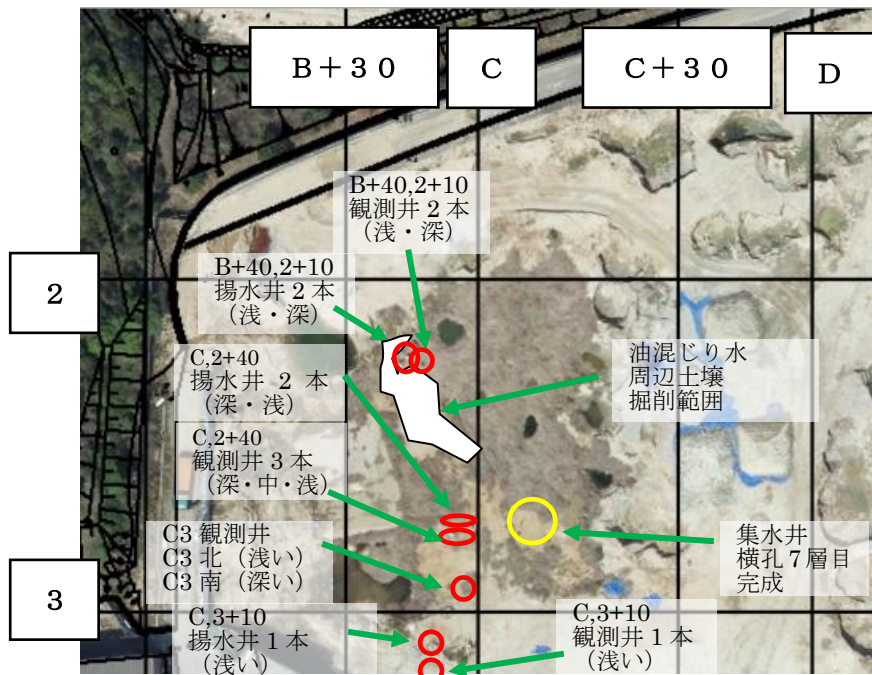 B+30
C
C+30
D
B+40,2+10
観測井2本
(浅・深)
2
B+40,2+10
揚水井2本
(浅・深)
C,2+40
揚水井 2 本
(深・浅)
油混じり水
周辺土壌
掘削範囲
C,2+40
観測井3本
(深・中・浅)
C3 観測井
C3 北(浅い)
C3 南(深い)
集水井
横孔7層目
完成
3
C,3+10
揚水井1本
(浅い)
C,3+10
観測井1本
(浅い)